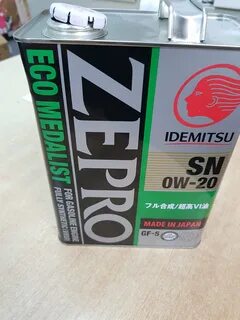 4
ZEPRO
ECO MEDALIST
FOR GASOLINE ENGINE
FULLY SYNTHETIC
IDEMITSU
SN
0W-20
フル合成/超高VI油
MADE IN JAPAN
GF-5